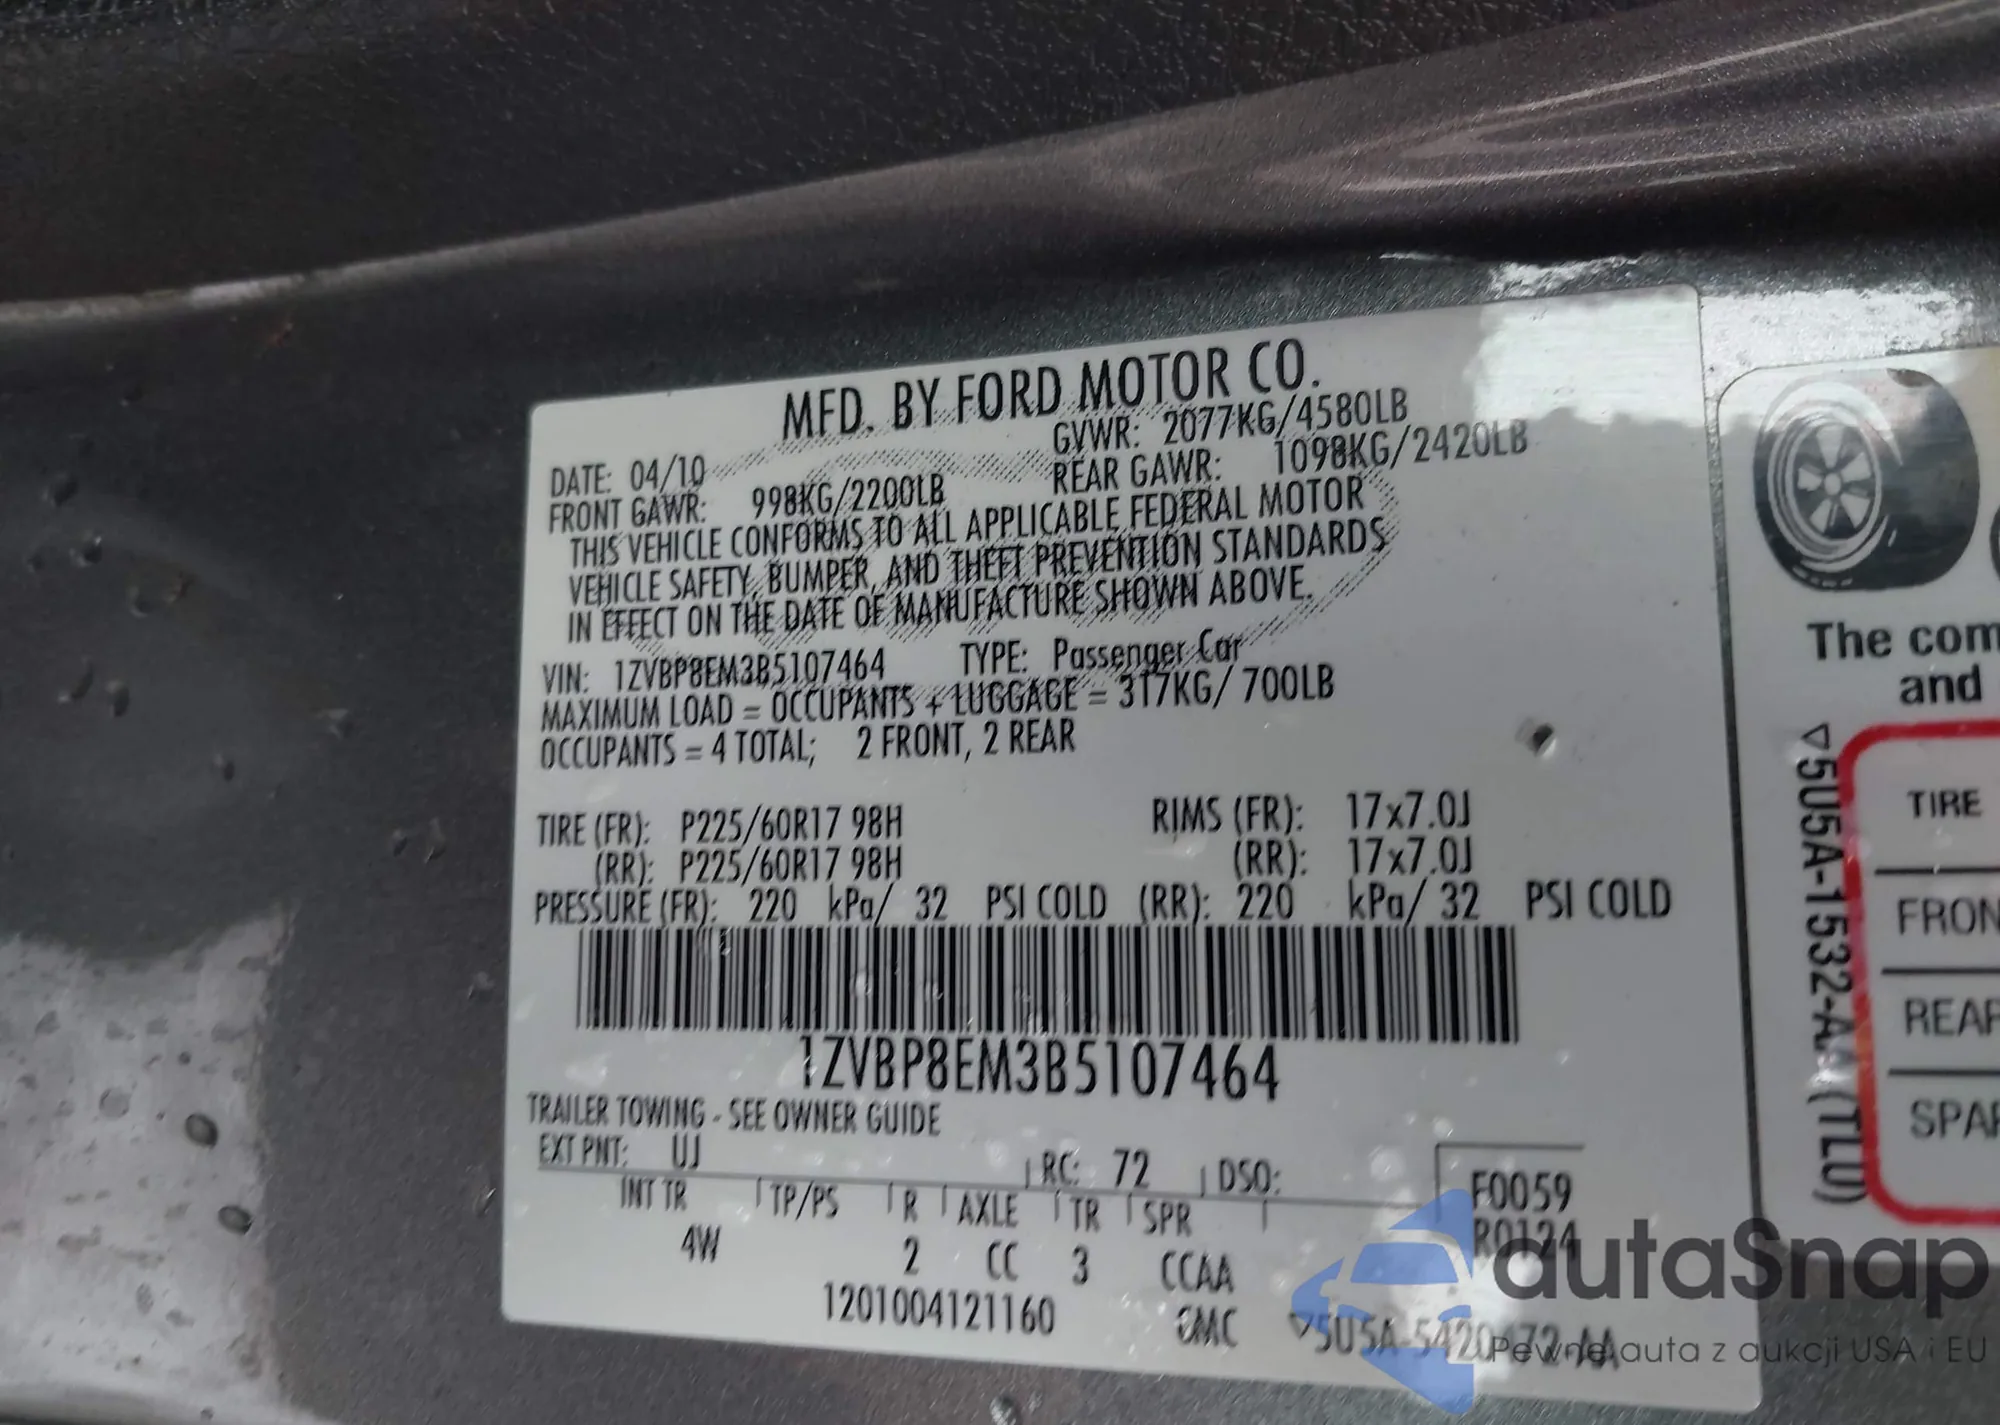 MFD. BY FORD MOTOR CO.
DATE: 04/10 GVWR: 2077KG/4580LB
FRONT GAWR: 998KG/2200LB REAR GAWR: 1098KG/2420LB
THIS VEHICLE CONFORMS TO ALL APPLICABLE FEDERAL MOTOR
VEHICLE SAFETY, BUMPER, AND THEFT PREVENTION STANDARDS
IN EFFECT ON THE DATE OF MANUFACTURE SHOWN ABOVE.
VIN: 1ZVBP8EM3B5107464 TYPE: Passenger Car
MAXIMUM LOAD = OCCUPANTS + LUGGAGE = 317KG/ 700LB
OCCUPANTS = 4 TOTAL; 2 FRONT, 2 REAR
TIRE (FR): P225/60R17 98H RIMS (FR): 17x7.0J
(RR): P225/60R17 98H (RR): 17x7.0J
PRESSURE (FR): 220 kPa/ 32 PSI COLD (RR): 220 kPa/ 32 PSI COLD
1ZVBP8EM3B5107464
TRAILER TOWING - SEE OWNER GUIDE
EXT PNT: UJ RC: 72 DSO: F0059
INT TR TP/PS R AXLE TR SPR R0124
4W 2 CC 3 CCAA
1201004121160
The com
and
TIRE
FRON
REAR
SPAR
autaSnap
Pewne auta z aukcji USA i EU